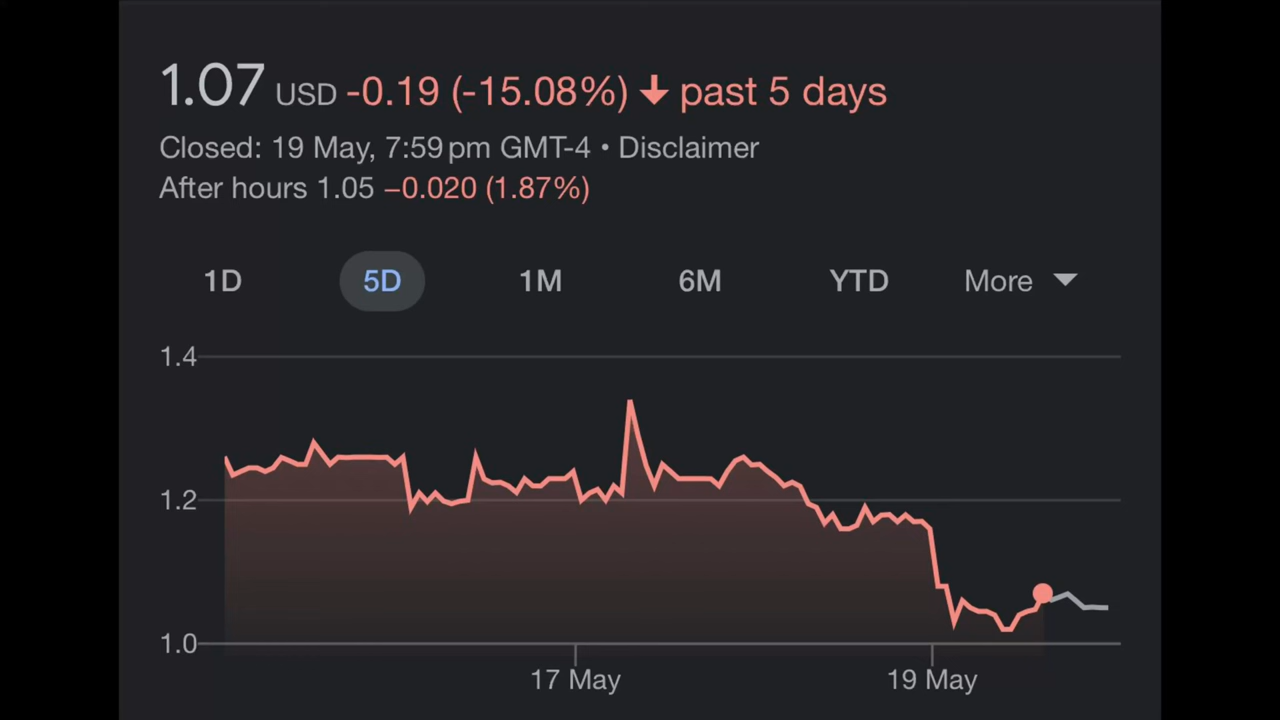 1.07 USD -0.19 (-15.08%) ↓ past 5 days
Closed: 19 May, 7:59 pm GMT-4 • Disclaimer
After hours 1.05 −0.020 (1.87%)
1D 5D 1M 6M YTD More
1.4
1.2
1.0
17 May 19 May